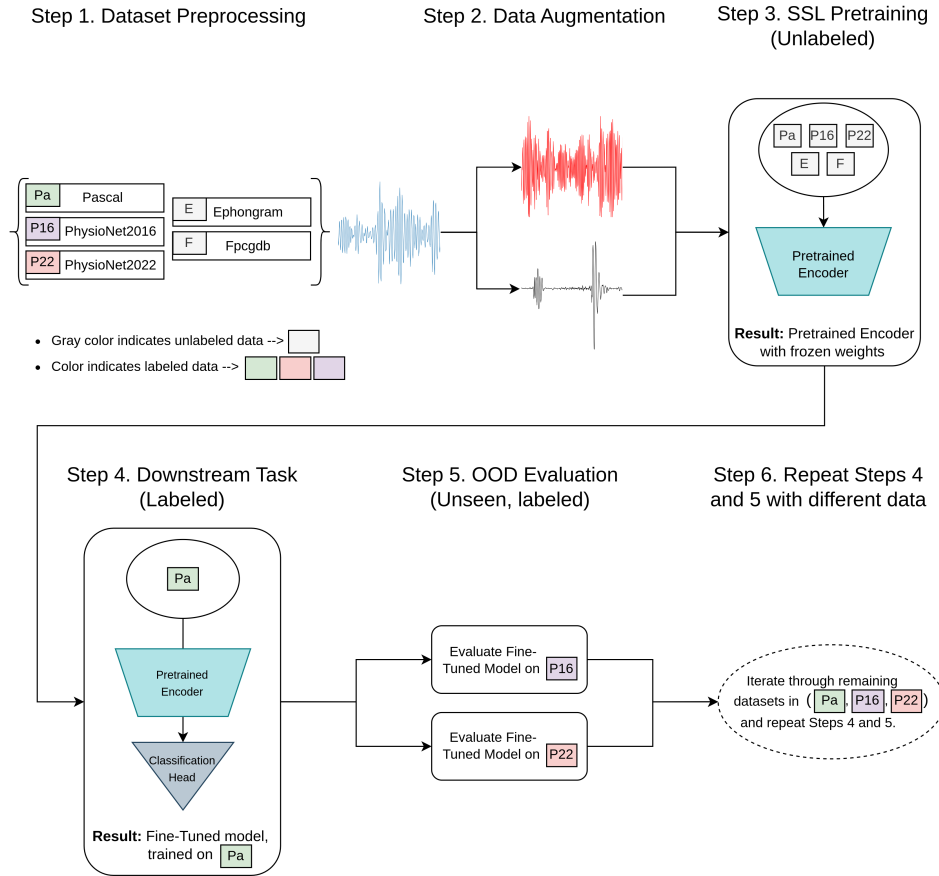 Step 1. Dataset Preprocessing
Step 2. Data Augmentation
Step 3. SSL Pretraining
(Unlabeled)
Pa Pascal
P16 PhysioNet2016
P22 PhysioNet2022
E Ephongram
F Fpcgdb
• Gray color indicates unlabeled data -->
• Color indicates labeled data -->
Pa P16 P22
E F
Pretrained
Encoder
Result: Pretrained Encoder
with frozen weights
Step 4. Downstream Task
(Labeled)
Pa
Pretrained
Encoder
Classification
Head
Result: Fine-Tuned model,
trained on Pa
Step 5. OOD Evaluation
(Unseen, labeled)
Evaluate Fine-
Tuned Model on P16
Evaluate Fine-
Tuned Model on P22
Step 6. Repeat Steps 4
and 5 with different data
Iterate through remaining
datasets in (Pa, P16, P22)
and repeat Steps 4 and 5.